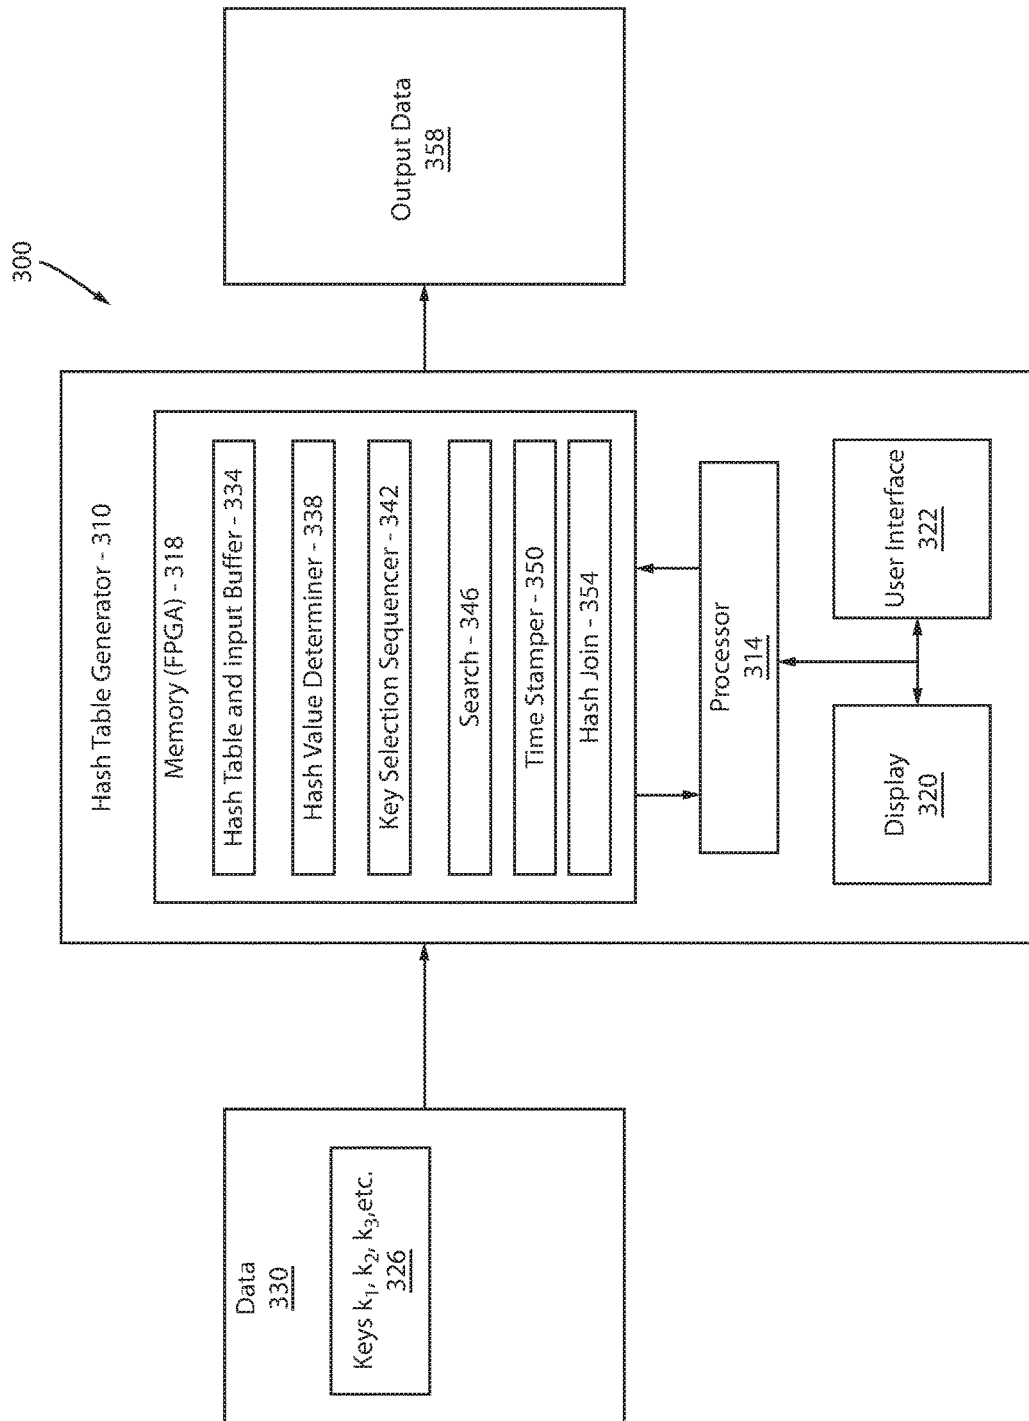 300
Data
330
Keys k₁, k₂, k₃,etc.
326
Hash Table Generator - 310
Memory (FPGA) - 318
Hash Table and input Buffer - 334
Hash Value Determiner - 338
Key Selection Sequencer - 342
Search - 346
Time Stamper - 350
Hash Join - 354
Processor
314
Display
320
User Interface
322
Output Data
358